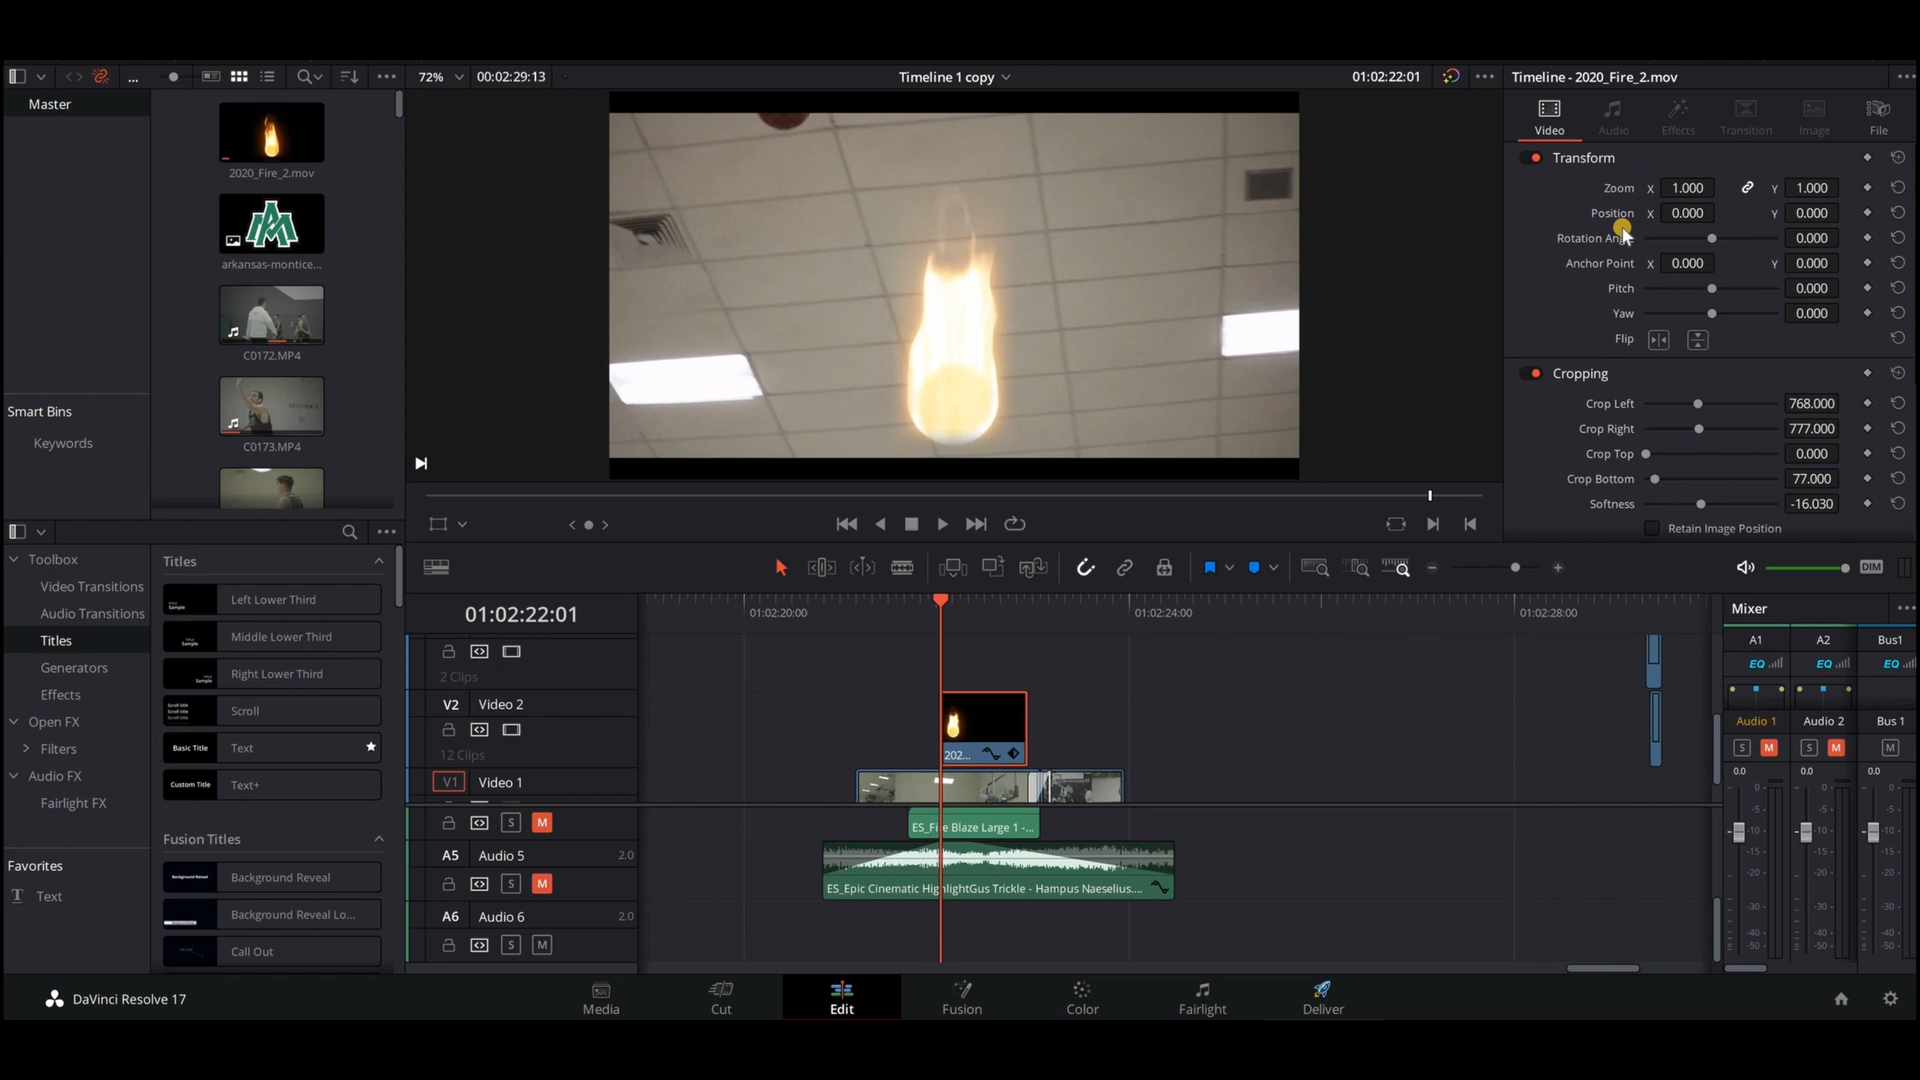 ...
72%
00:02:29:13
Timeline 1 copy
01:02:22:01
Timeline - 2020_Fire_2.mov
Master
2020_Fire_2.mov
arkansas-montice...
C0172.MP4
C0173.MP4
Smart Bins
Keywords
Video
Audio
Effects
Transition
Image
File
Transform
Zoom X 1.000 Y 1.000
Position X 0.000 Y 0.000
Rotation Ang 0.000
Anchor Point X 0.000 Y 0.000
Pitch 0.000
Yaw 0.000
Flip
Cropping
Crop Left 768.000
Crop Right 777.000
Crop Top 0.000
Crop Bottom 77.000
Softness -16.030
Retain Image Position
Toolbox
Video Transitions
Audio Transitions
Titles
Generators
Effects
Open FX
Filters
Audio FX
Fairlight FX
Favorites
Text
Titles
Left Lower Third
Middle Lower Third
Right Lower Third
Scroll
Basic Title Text
Custom Title Text+
Fusion Titles
Background Reveal
Background Reveal Lo...
Call Out
DIM
01:02:22:01
01:02:20:00
01:02:24:00
01:02:28:00
2 Clips
V2 Video 2
12 Clips
V1 Video 1
S M
A5 Audio 5 2.0
S M
A6 Audio 6 2.0
S M
202...
ES_Fire Blaze Large 1 -...
ES_Epic Cinematic HighlightGus Trickle - Hampus Naeselius....
Mixer
A1 A2 Bus1
EQ EQ EQ
Audio 1 Audio 2 Bus 1
S M S M M
0.0 0.0 0.0
0 0 0
-5 -5 -5
-10 -10 -10
-15 -15 -15
-20 -20 -20
-30 -30 -30
-40 -40 -40
-50 -50 -50
DaVinci Resolve 17
Media
Cut
Edit
Fusion
Color
Fairlight
Deliver